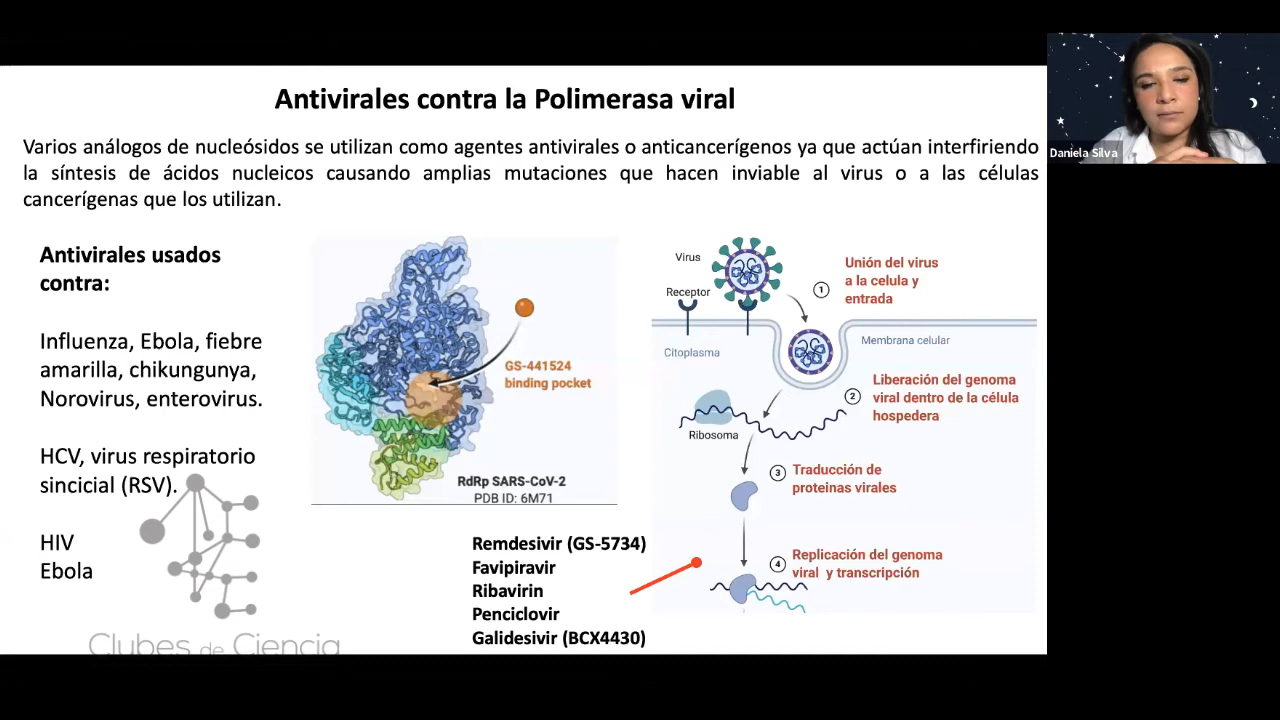 Antivirales contra la Polimerasa viral
Varios análogos de nucleósidos se utilizan como agentes antivirales o anticancerígenos ya que actúan interfiriendo
la síntesis de ácidos nucleicos causando amplias mutaciones que hacen inviable al virus o a las células
cancerígenas que los utilizan.
Daniela Silva
Antivirales usados
contra:
Influenza, Ebola, fiebre
amarilla, chikungunya,
Norovirus, enterovirus.
HCV, virus respiratorio
sincicial (RSV).
HIV
Ebola
Clubes de Ciencia
GS-441524
binding pocket
RdRp SARS-CoV-2
PDB ID: 6M71
Remdesivir (GS-5734)
Favipiravir
Ribavirin
Penciclovir
Galidesivir (BCX4430)
Virus
Receptor
Citoplasma
1
Unión del virus
a la celula y
entrada
Membrana celular
2
Liberación del genoma
viral dentro de la célula
hospedera
Ribosoma
3
Traducción de
proteinas virales
4
Replicación del genoma
viral y transcripción